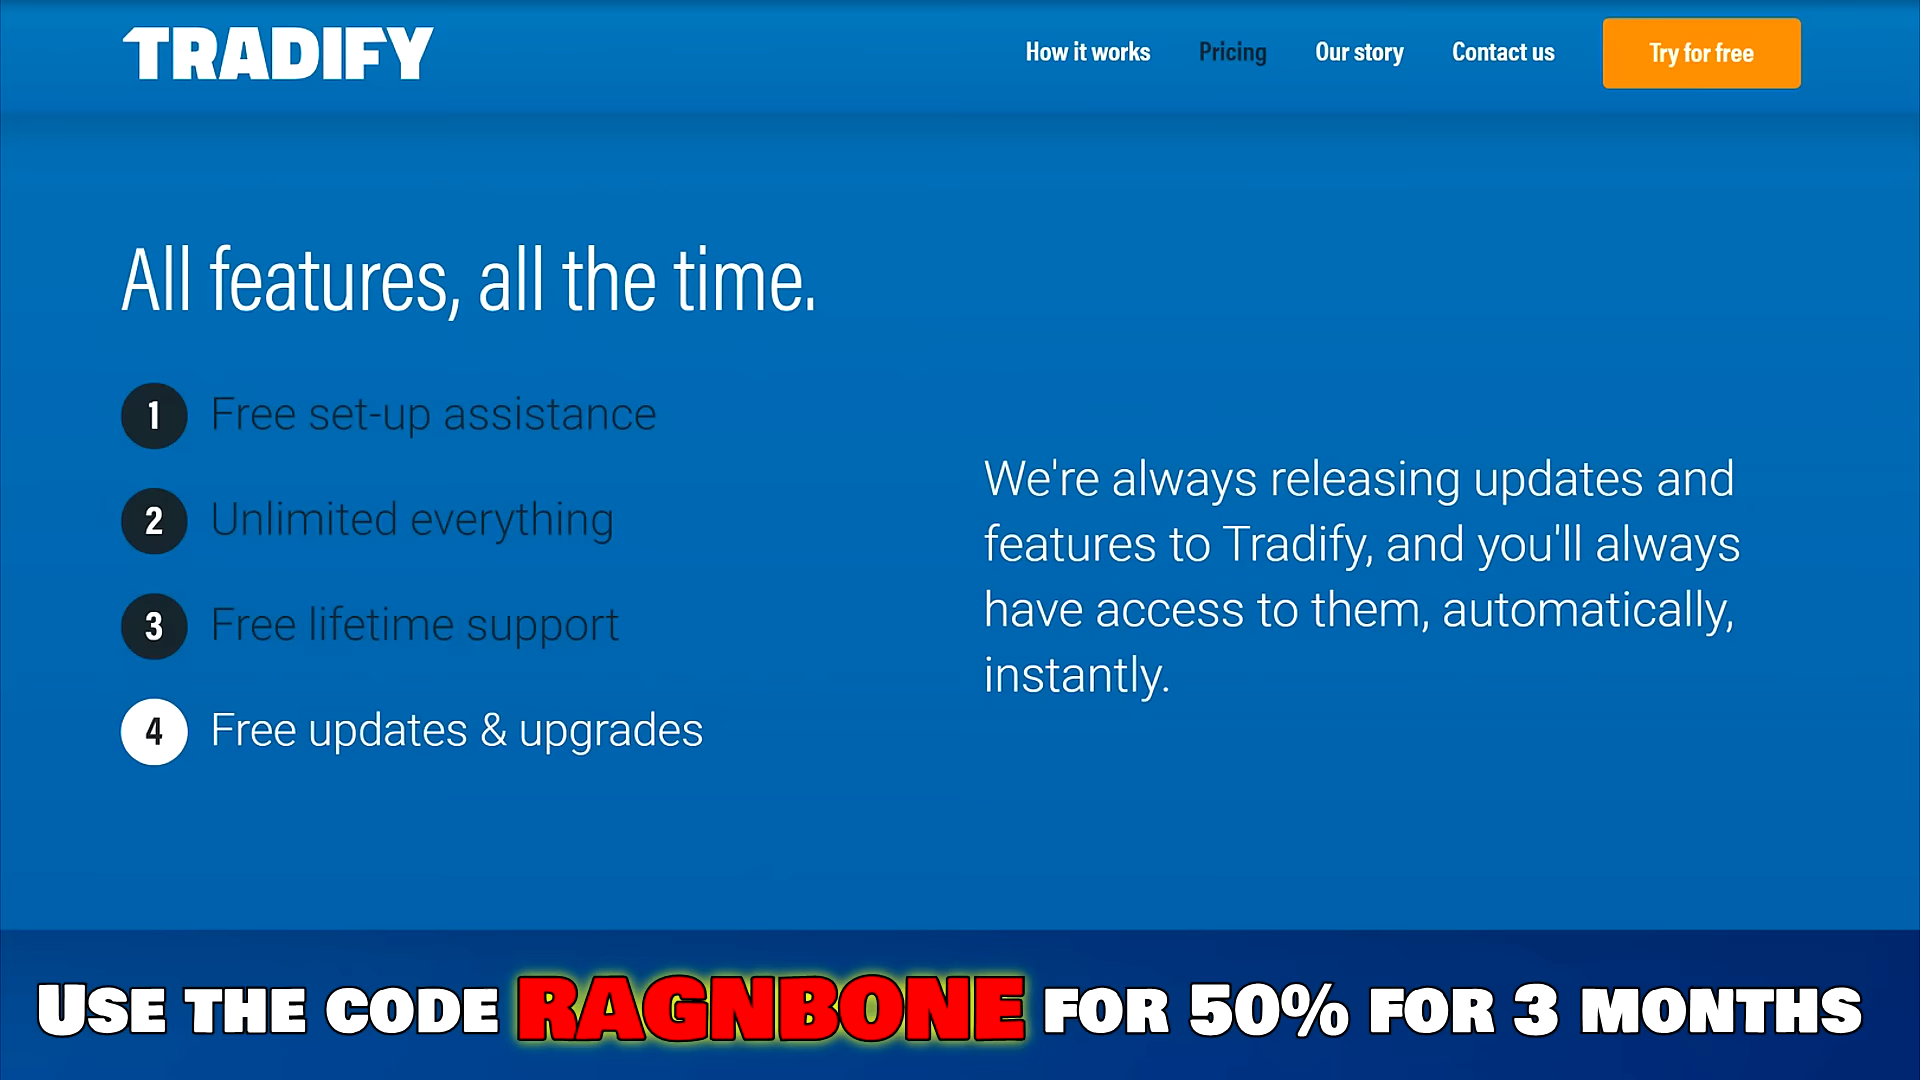 TRADIFY
How it works
Pricing
Our story
Contact us
Try for free
All features, all the time.
1 Free set-up assistance
2 Unlimited everything
3 Free lifetime support
4 Free updates & upgrades
We're always releasing updates and
features to Tradify, and you'll always
have access to them, automatically,
instantly.
USE THE CODE RAGNBONE FOR 50% FOR 3 MONTHS